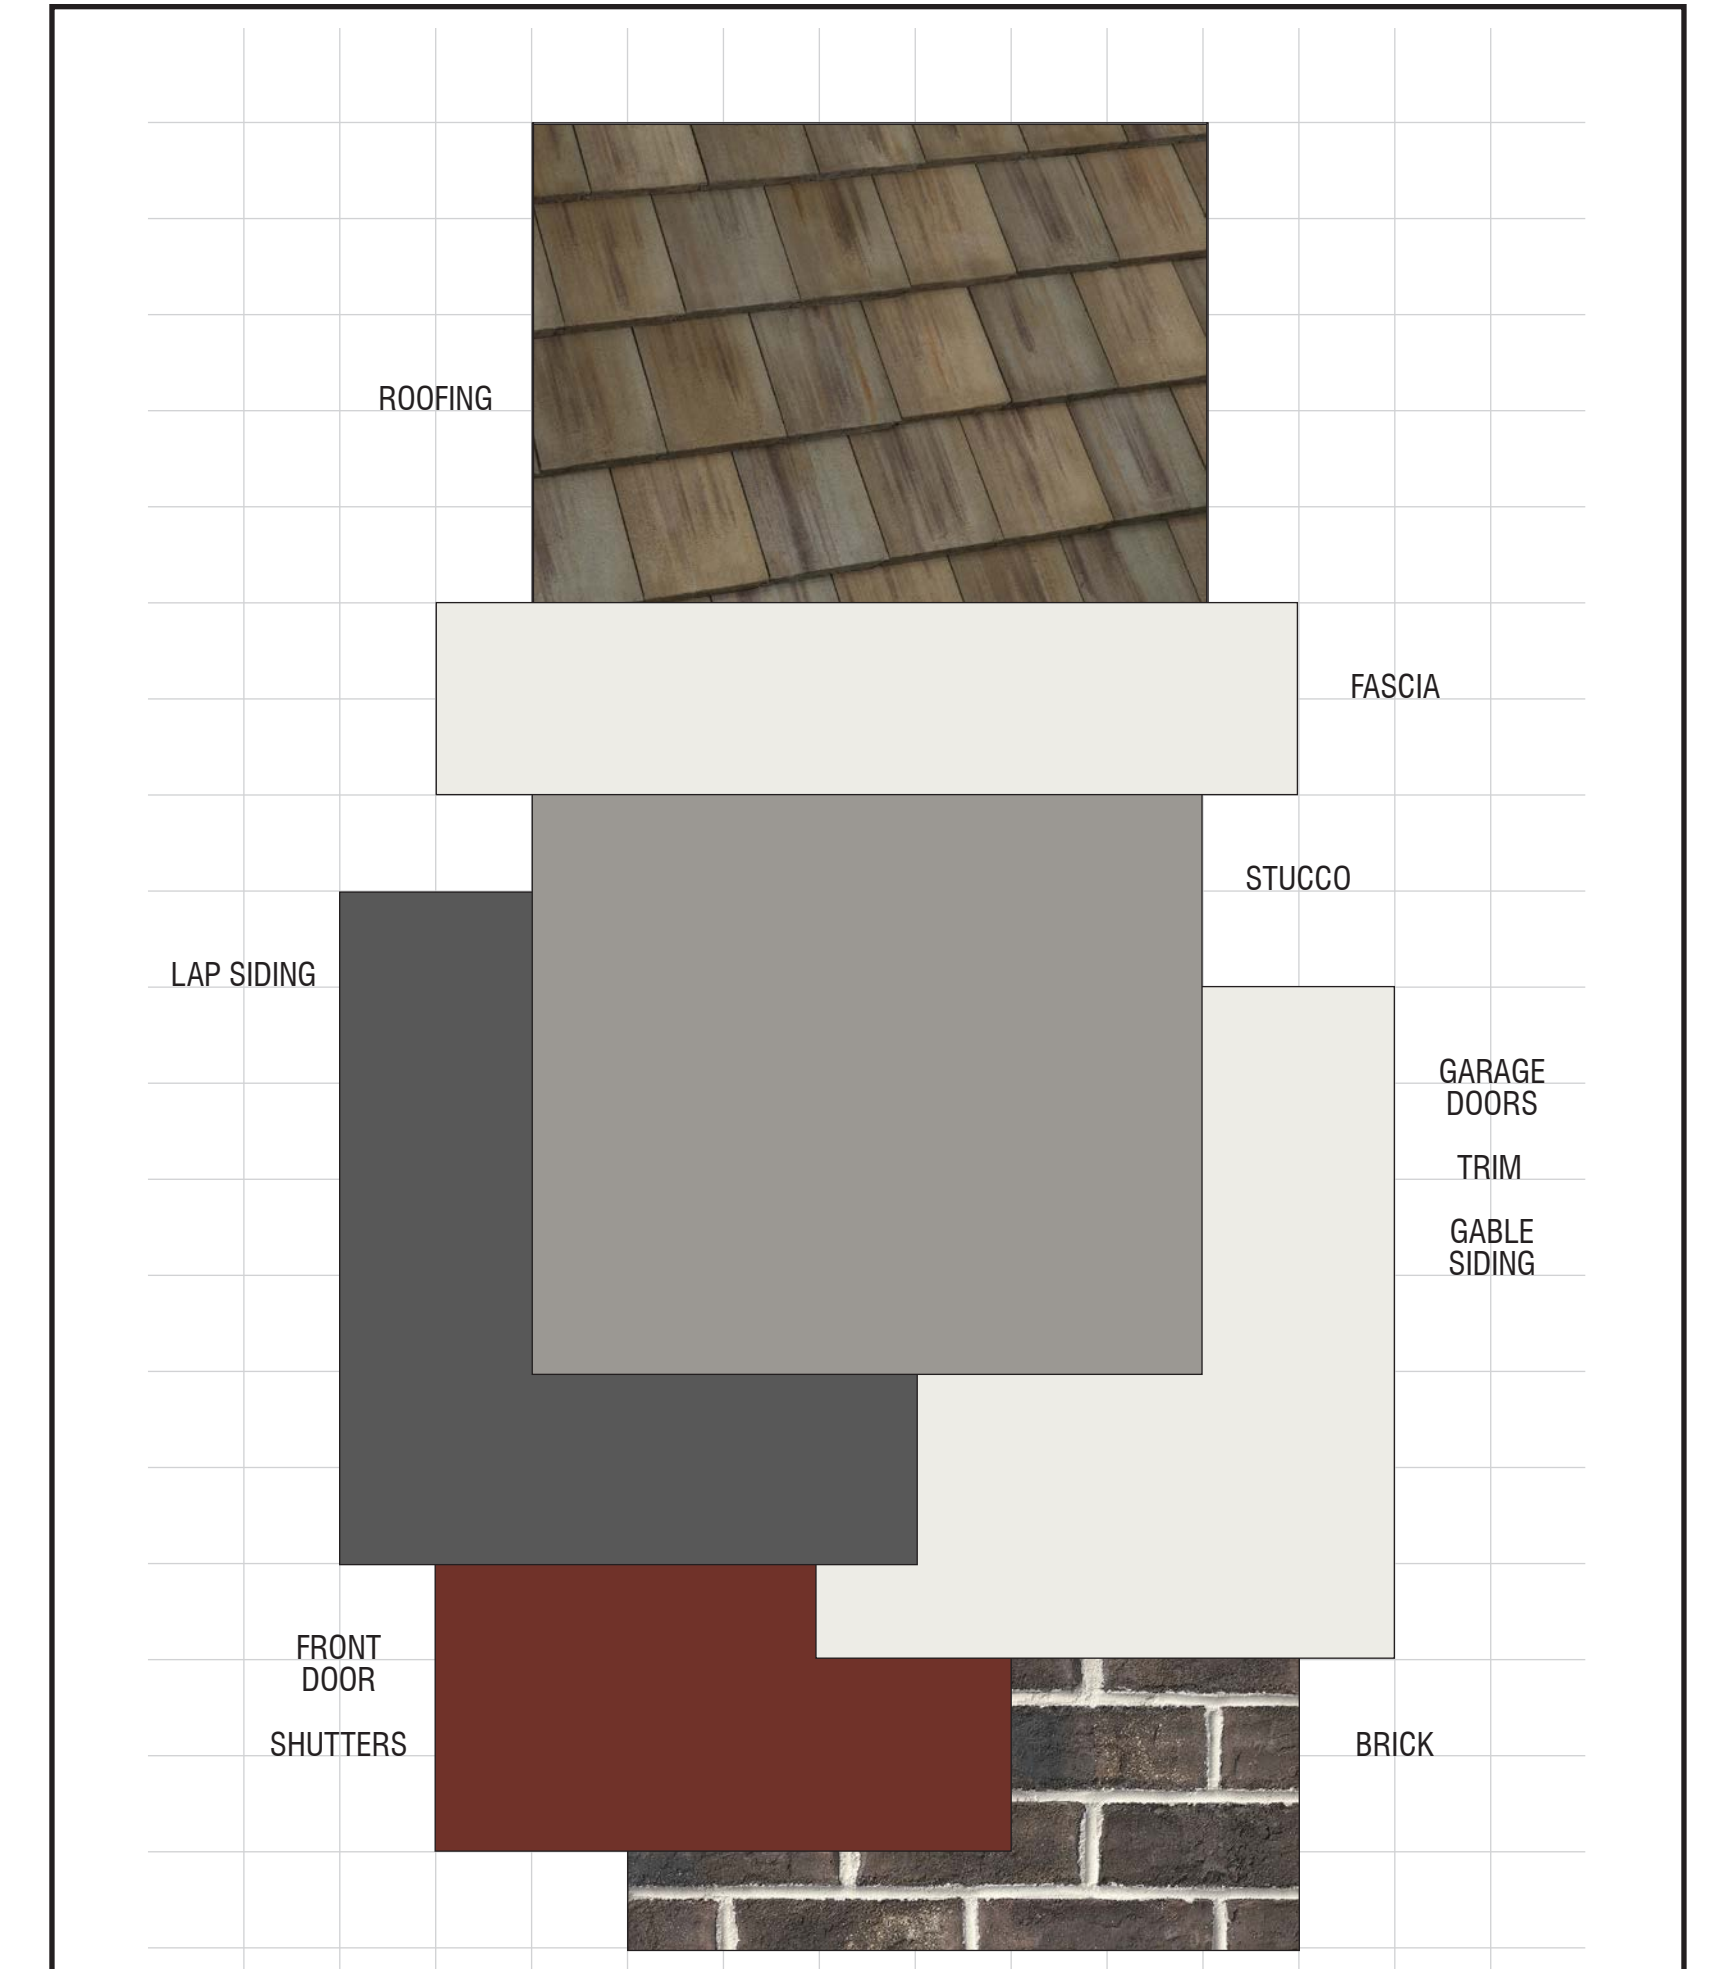 ROOFING
FASCIA
STUCCO
LAP SIDING
GARAGE
DOORS
TRIM
GABLE
SIDING
FRONT
DOOR
SHUTTERS
BRICK